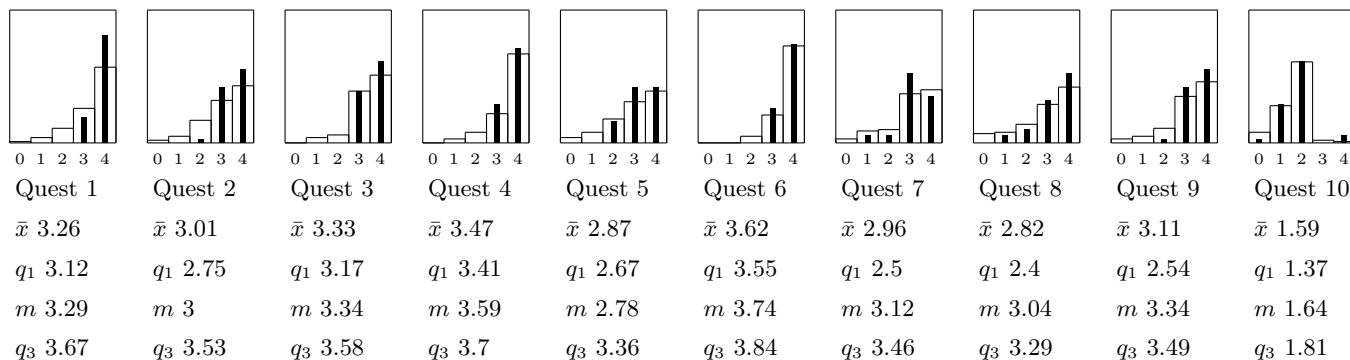 0 1 2 3 4 0 1 2 3 4 0 1 2 3 4 0 1 2 3 4 0 1 2 3 4 0 1 2 3 4 0 1 2 3 4 0 1 2 3 4 0 1 2 3 4 0 1 2 3 4
Quest 1 Quest 2 Quest 3 Quest 4 Quest 5 Quest 6 Quest 7 Quest 8 Quest 9 Quest 10
x̄ 3.26 x̄ 3.01 x̄ 3.33 x̄ 3.47 x̄ 2.87 x̄ 3.62 x̄ 2.96 x̄ 2.82 x̄ 3.11 x̄ 1.59
q₁ 3.12 q₁ 2.75 q₁ 3.17 q₁ 3.41 q₁ 2.67 q₁ 3.55 q₁ 2.5 q₁ 2.4 q₁ 2.54 q₁ 1.37
m 3.29 m 3 m 3.34 m 3.59 m 2.78 m 3.74 m 3.12 m 3.04 m 3.34 m 1.64
q₃ 3.67 q₃ 3.53 q₃ 3.58 q₃ 3.7 q₃ 3.36 q₃ 3.84 q₃ 3.46 q₃ 3.29 q₃ 3.49 q₃ 1.81